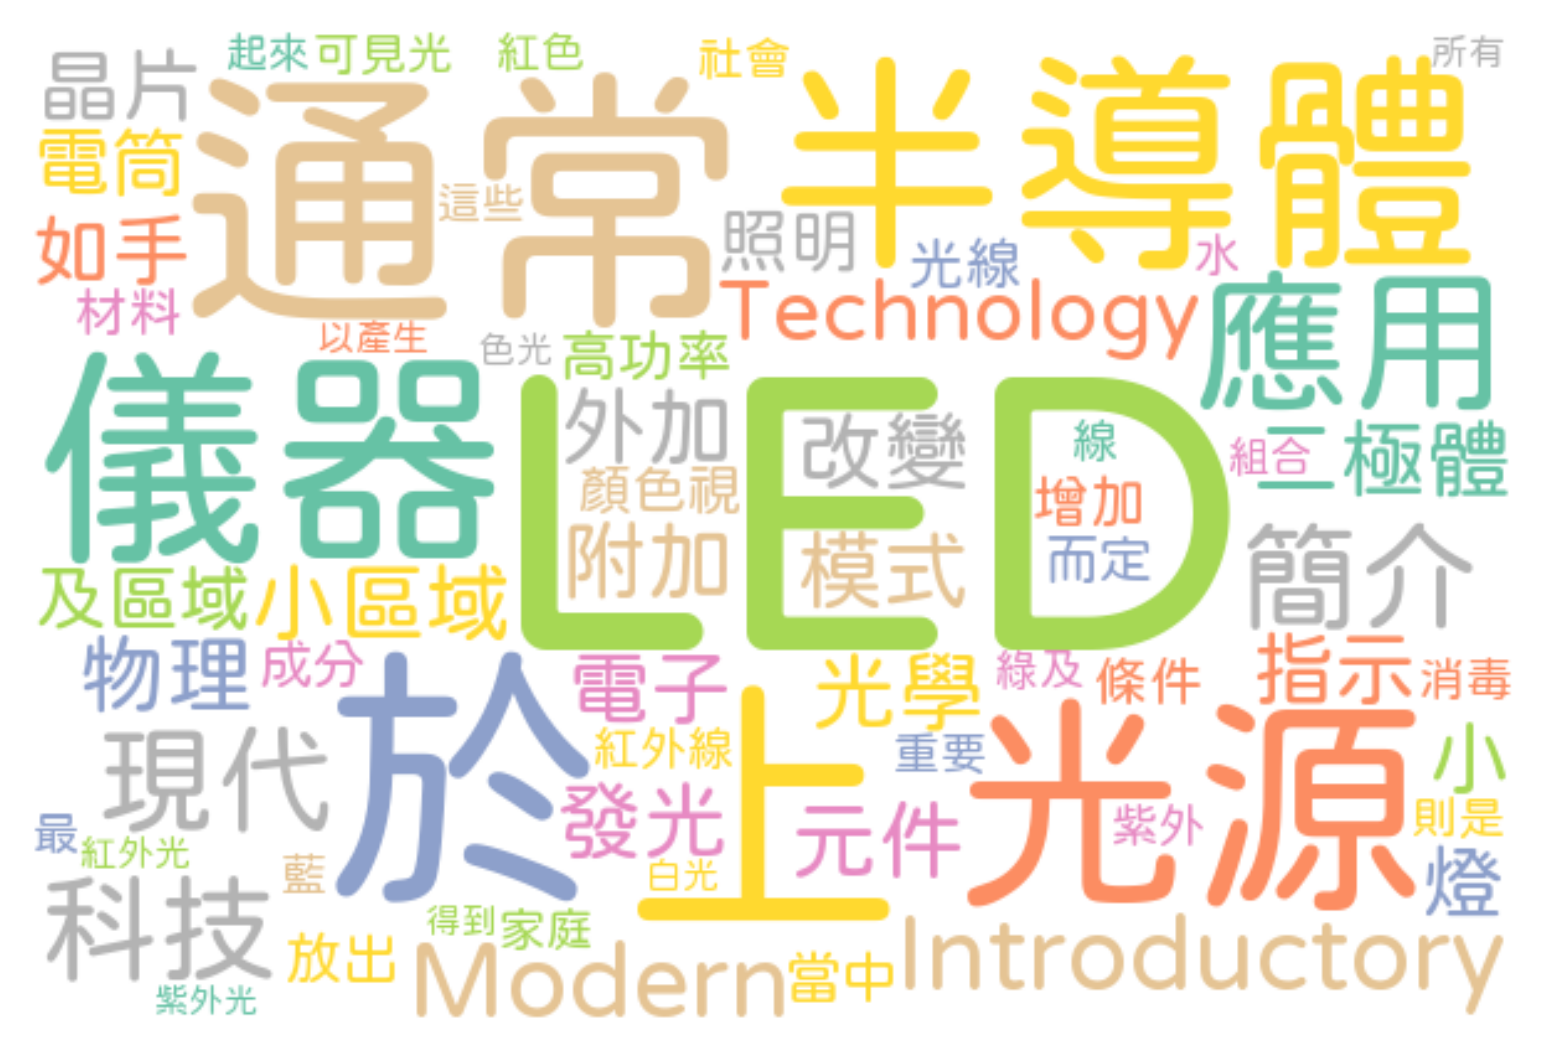 起來 可見光 紅色 社會 所有
晶片 通常 半導體
電筒 這些
如手 照明 光線 水
材料 Technology 應用
以產生 色光 高功率
儀器 LED 外加 改變 線 組合 二極體
顏色視 增加
附加 模式 而定 簡介
及區域 小區域
物理 成分 電子 光學 綠及 條件 指示 消毒
於 上 光源
現代 紅外線 重要 小
最 紅外光 發光 元件 紫外 則是
藍 白光 燈
科技 得到 家庭
放出 Modern 當中 Introductory
紫外光